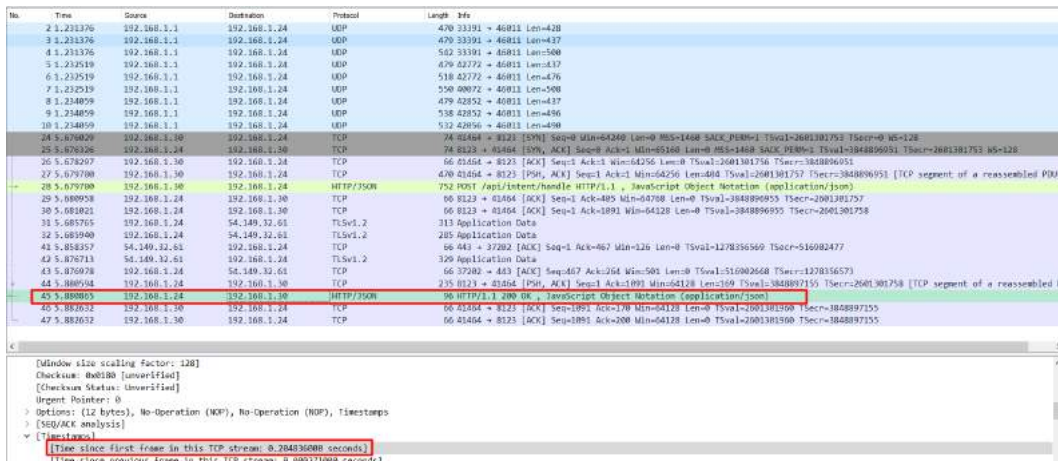 No. Time Source Destination Protocol Length Info
2 1.231376 192.168.1.1 192.168.1.24 UDP 470 33391 → 46011 Len=428
3 1.231376 192.168.1.1 192.168.1.24 UDP 479 33391 → 46011 Len=437
4 1.231376 192.168.1.1 192.168.1.24 UDP 542 33391 → 46011 Len=500
5 1.232519 192.168.1.1 192.168.1.24 UDP 479 42772 → 46011 Len=437
6 1.232519 192.168.1.1 192.168.1.24 UDP 518 42772 → 46011 Len=476
7 1.232519 192.168.1.1 192.168.1.24 UDP 550 40072 → 46011 Len=508
8 1.234059 192.168.1.1 192.168.1.24 UDP 479 42852 → 46011 Len=437
9 1.234059 192.168.1.1 192.168.1.24 UDP 538 42852 → 46011 Len=496
10 1.234059 192.168.1.1 192.168.1.24 UDP 532 42056 → 46011 Len=490
24 5.676029 192.168.1.30 192.168.1.24 TCP 74 41464 → 8123 [SYN] Seq=0 Win=64240 Len=0 MSS=1460 SACK_PERM=1 TSval=2601301753 TSecr=0 WS=128
25 5.676326 192.168.1.24 192.168.1.30 TCP 74 8123 → 41464 [SYN, ACK] Seq=0 Ack=1 Win=65160 Len=0 MSS=1460 SACK_PERM=1 TSval=3848896951 TSecr=2601301753 WS=128
26 5.678297 192.168.1.30 192.168.1.24 TCP 66 41464 → 8123 [ACK] Seq=1 Ack=1 Win=64256 Len=0 TSval=2601301756 TSecr=3848896951
27 5.679780 192.168.1.30 192.168.1.24 TCP 470 41464 → 8123 [PSH, ACK] Seq=1 Ack=1 Win=64256 Len=404 TSval=2601301757 TSecr=3848896951 [TCP segment of a reassembled PDU
28 5.679780 192.168.1.30 192.168.1.24 HTTP/JSON 752 POST /api/intent/handle HTTP/1.1 , JavaScript Object Notation (application/json)
29 5.680958 192.168.1.24 192.168.1.30 TCP 66 8123 → 41464 [ACK] Seq=1 Ack=405 Win=64768 Len=0 TSval=3848896955 TSecr=2601301757
30 5.681021 192.168.1.24 192.168.1.30 TCP 66 8123 → 41464 [ACK] Seq=1 Ack=1091 Win=64128 Len=0 TSval=3848896955 TSecr=2601301758
31 5.685765 192.168.1.24 54.149.32.61 TLSv1.2 313 Application Data
32 5.685940 192.168.1.24 54.149.32.61 TLSv1.2 285 Application Data
41 5.858357 54.149.32.61 192.168.1.24 TCP 66 443 → 37202 [ACK] Seq=1 Ack=467 Win=126 Len=0 TSval=1278356569 TSecr=516902477
42 5.876713 54.149.32.61 192.168.1.24 TLSv1.2 329 Application Data
43 5.876978 192.168.1.24 54.149.32.61 TCP 66 37202 → 443 [ACK] Seq=467 Ack=264 Win=501 Len=0 TSval=516902668 TSecr=1278356573
44 5.880594 192.168.1.24 192.168.1.30 TCP 235 8123 → 41464 [PSH, ACK] Seq=1 Ack=1091 Win=64128 Len=169 TSval=3848897155 TSecr=2601301758 [TCP segment of a reassembled
45 5.880865 192.168.1.24 192.168.1.30 HTTP/JSON 96 HTTP/1.1 200 OK , JavaScript Object Notation (application/json)
46 5.882632 192.168.1.30 192.168.1.24 TCP 66 41464 → 8123 [ACK] Seq=1091 Ack=170 Win=64128 Len=0 TSval=2601301960 TSecr=3848897155
47 5.882632 192.168.1.30 192.168.1.24 TCP 66 41464 → 8123 [ACK] Seq=1091 Ack=200 Win=64128 Len=0 TSval=2601301960 TSecr=3848897155
[Window size scaling factor: 128]
Checksum: 0x0180 [unverified]
[Checksum Status: Unverified]
Urgent Pointer: 0
Options: (12 bytes), No-Operation (NOP), No-Operation (NOP), Timestamps
[SEQ/ACK analysis]
[Timestamps]
[Time since first frame in this TCP stream: 0.204836000 seconds]
[Time since previous frame in this TCP stream: 0.000271000 seconds]